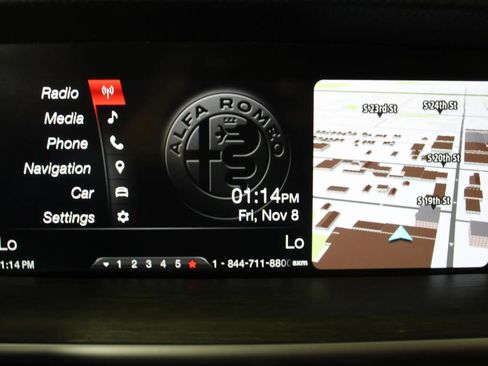 Radio
Media
Phone
Navigation
Car
Settings
ALFA ROMEO
01:14PM
Fri, Nov 8
Lo
Lo
1:14 PM
1 2 3 4 5
1 - 844-711-880
sxm
S 23rd St
S 24th St
S 20th St
S 19th St